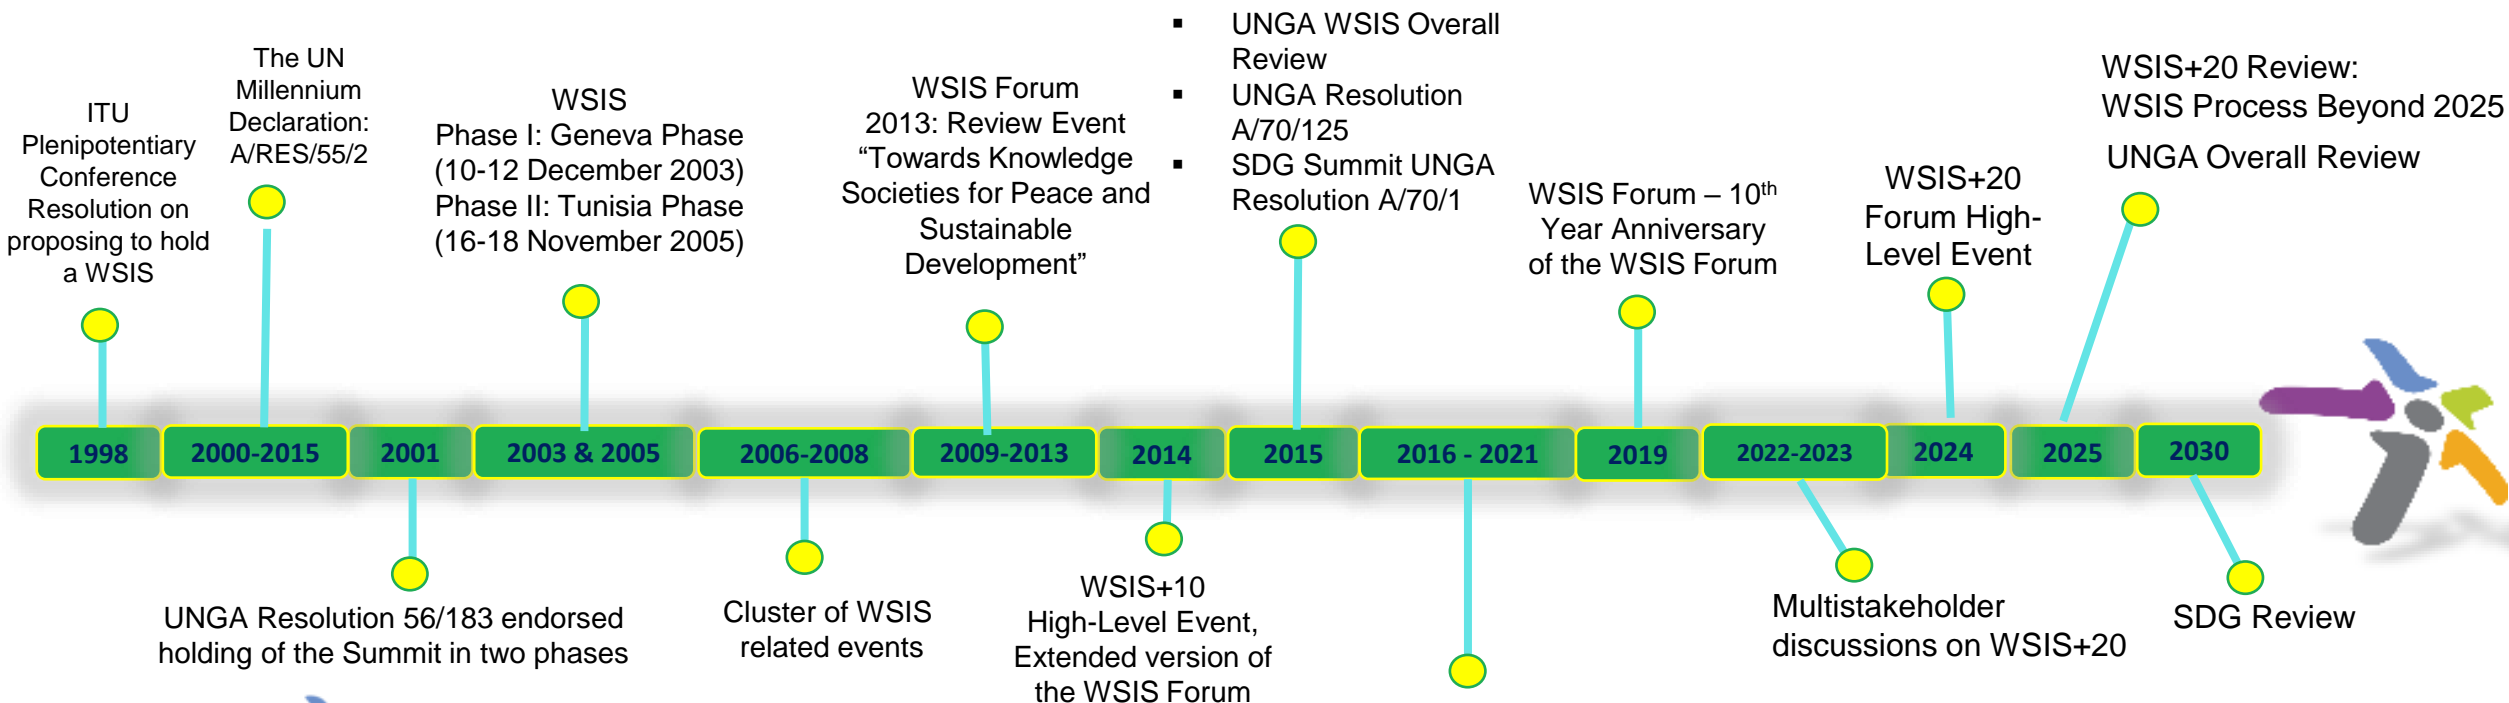 ITU
Plenipotentiary
Conference
Resolution on
proposing to hold
a WSIS
The UN
Millennium
Declaration:
A/RES/55/2
WSIS
Phase I: Geneva Phase
(10-12 December 2003)
Phase II: Tunisia Phase
(16-18 November 2005)
WSIS Forum
2013: Review Event
“Towards Knowledge
Societies for Peace and
Sustainable
Development”
▪ UNGA WSIS Overall
Review
▪ UNGA Resolution
A/70/125
▪ SDG Summit UNGA
Resolution A/70/1
WSIS Forum – 10th
Year Anniversary
of the WSIS Forum
WSIS+20
Forum High-
Level Event
WSIS+20 Review:
WSIS Process Beyond 2025
UNGA Overall Review
1998 2000-2015 2001 2003 & 2005 2006-2008 2009-2013 2014 2015 2016 - 2021 2019 2022-2023 2024 2025 2030
UNGA Resolution 56/183 endorsed
holding of the Summit in two phases
Cluster of WSIS
related events
WSIS+10
High-Level Event,
Extended version of
the WSIS Forum
Multistakeholder
discussions on WSIS+20
SDG Review